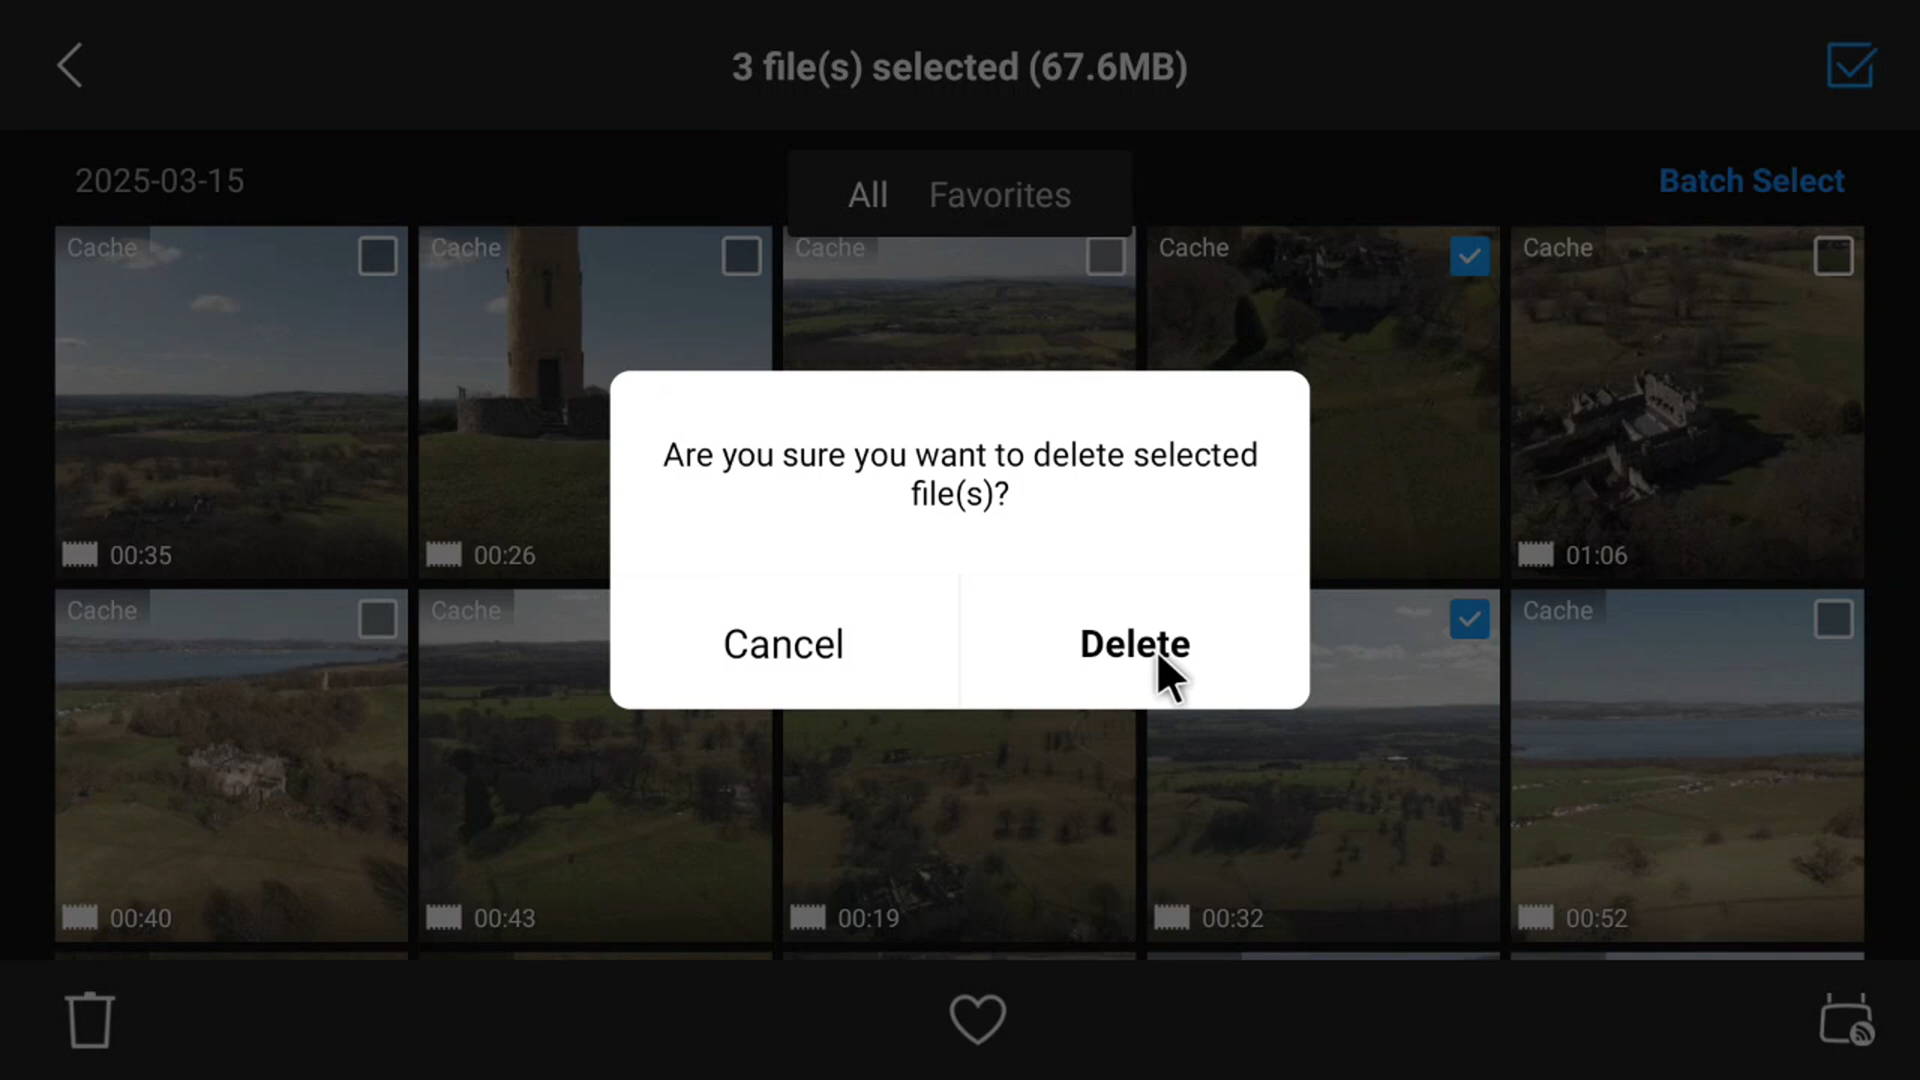 3 file(s) selected (67.6MB)
2025-03-15
All Favorites
Batch Select
Cache
Cache
Cache
Cache
Cache
00:35
00:26
01:06
Are you sure you want to delete selected
file(s)?
Cancel
Delete
Cache
Cache
Cache
00:40
00:43
00:19
00:32
00:52